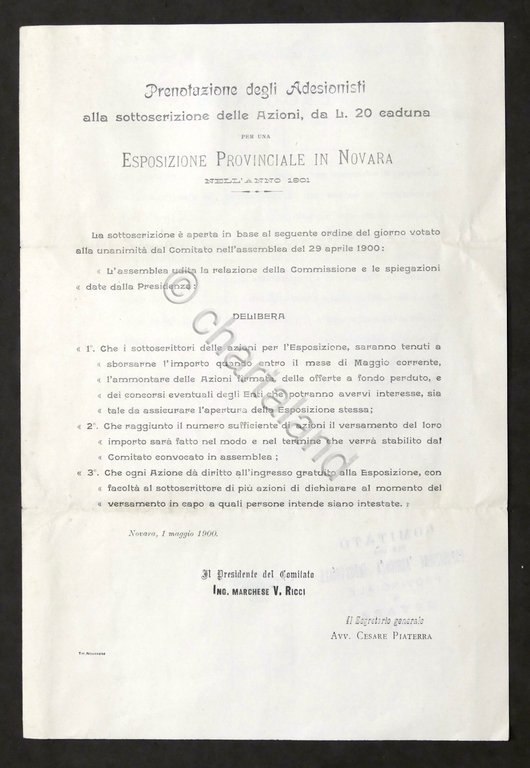 Prenotazione degli Adesionisti
alla sottoscrizione delle Azioni, da L. 20 caduna
PER UNA
ESPOSIZIONE PROVINCIALE IN NOVARA
NELL'ANNO 1901
La sottoscrizione è aperta in base al seguente ordine del giorno votato
alla unanimità dal Comitato nell'assemblea del 29 aprile 1900:
« L'assemblea udita la relazione della Commissione e le spiegazioni
« date dalla Presidenza;
DELIBERA
« 1°. Che i sottoscrittori delle azioni per l'Esposizione, saranno tenuti a
« sborsarne l'importo quando entro il mese di Maggio corrente,
« l'ammontare delle Azioni firmate, delle offerte a fondo perduto, e
« dei concorsi eventuali degli Enti che potranno avervi interesse, sia
« tale da assicurare l'apertura della Esposizione stessa;
« 2°. Che raggiunto il numero sufficiente di azioni il versamento del loro
« importo sarà fatto nel modo e nel termine che verrà stabilito dal
« Comitato convocato in assemblea;
« 3°. Che ogni Azione dà diritto all'ingresso gratuito alla Esposizione, con
« facoltà al sottoscrittore di più azioni di dichiarare al momento del
« versamento in capo a quali persone intende siano intestate. »
Novara, 1 maggio 1900.
Il Presidente del Comitato
ING. MARCHESE V. RICCI
Il Segretario generale
AVV. CESARE PIATERRA
© chartaland
COMITATO